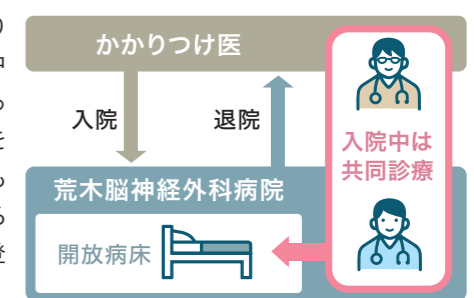 かかりつけ医
入院
退院
入院中は
共同診療
荒木脳神経外科病院
開放病床